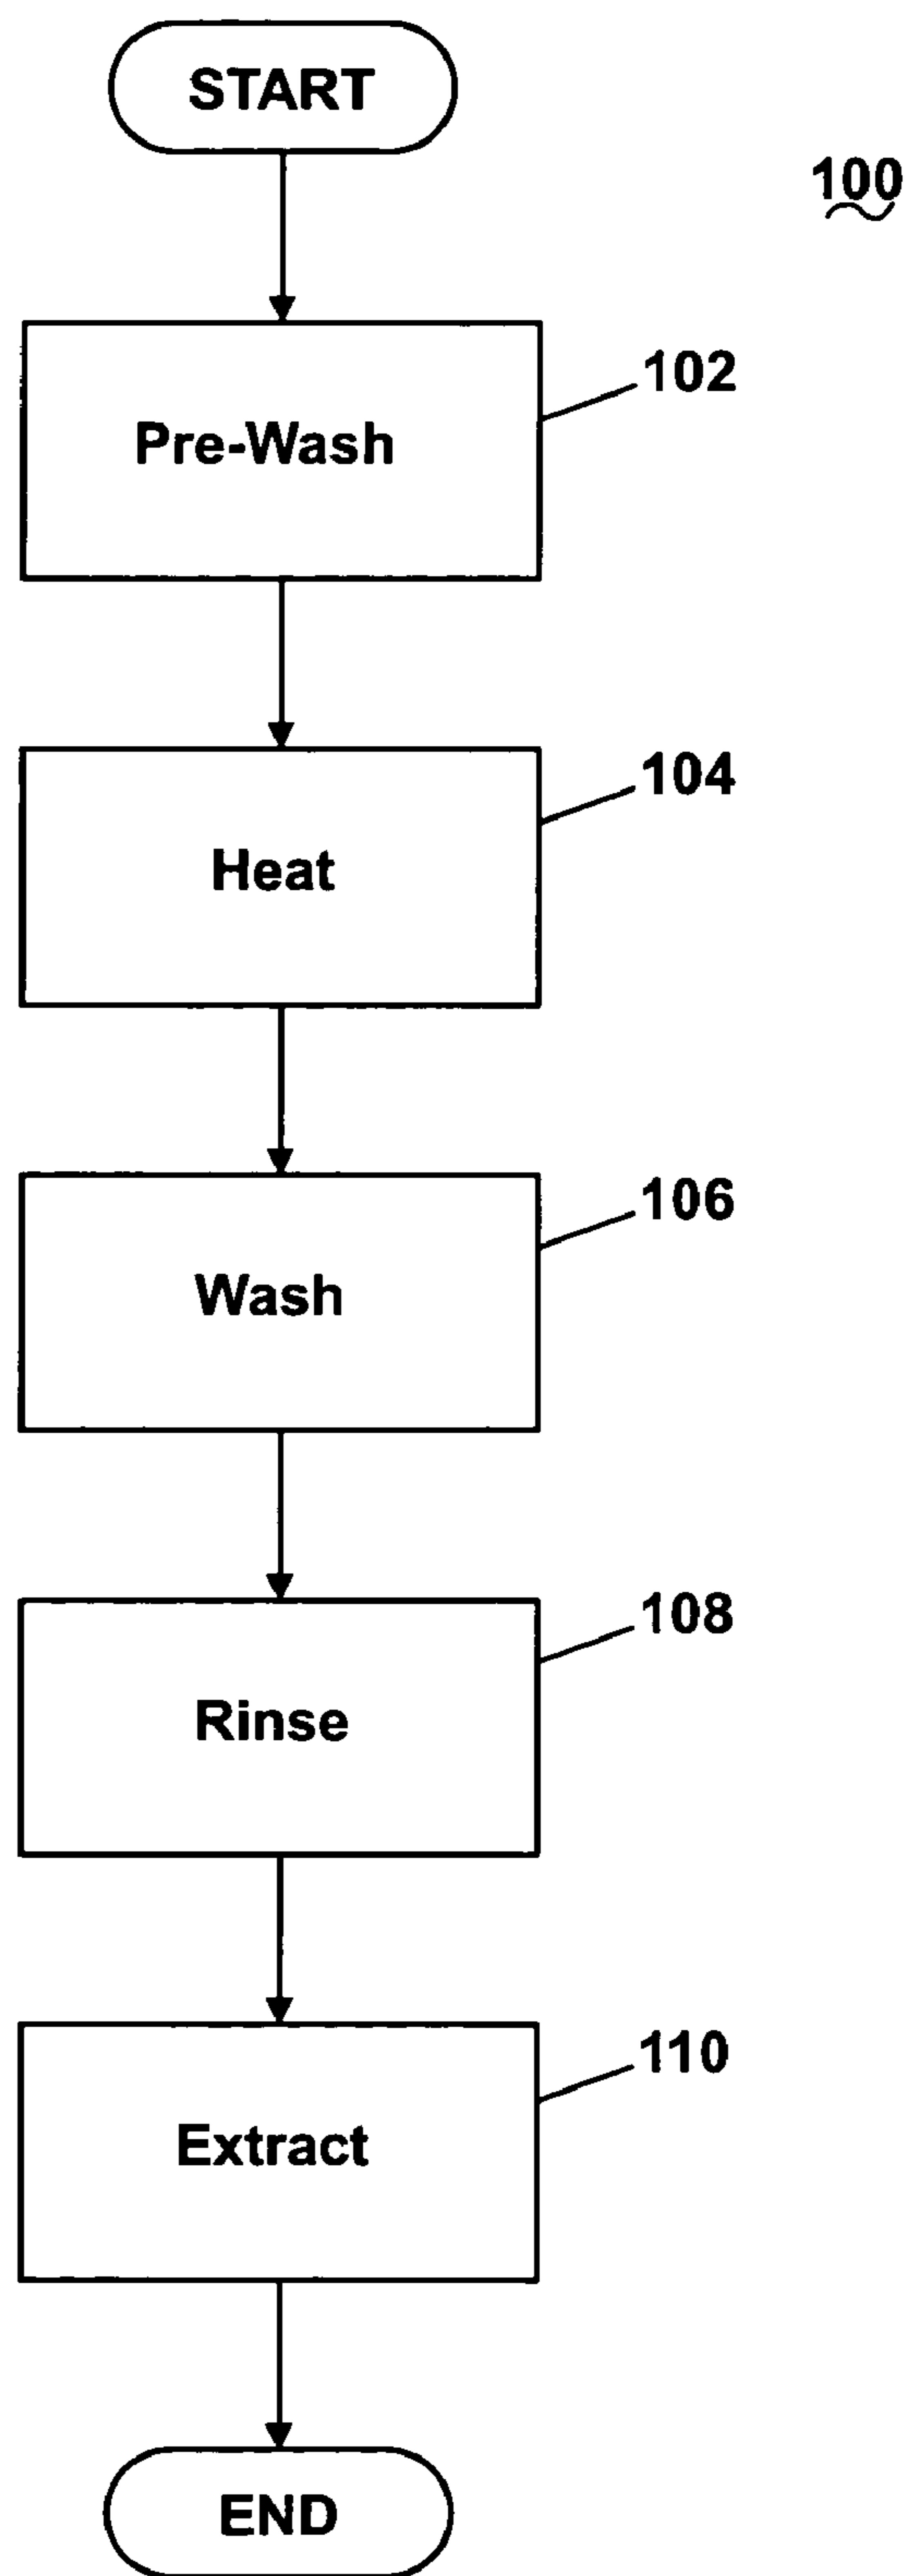 START
100
102
Pre-Wash
104
Heat
106
Wash
108
Rinse
110
Extract
END